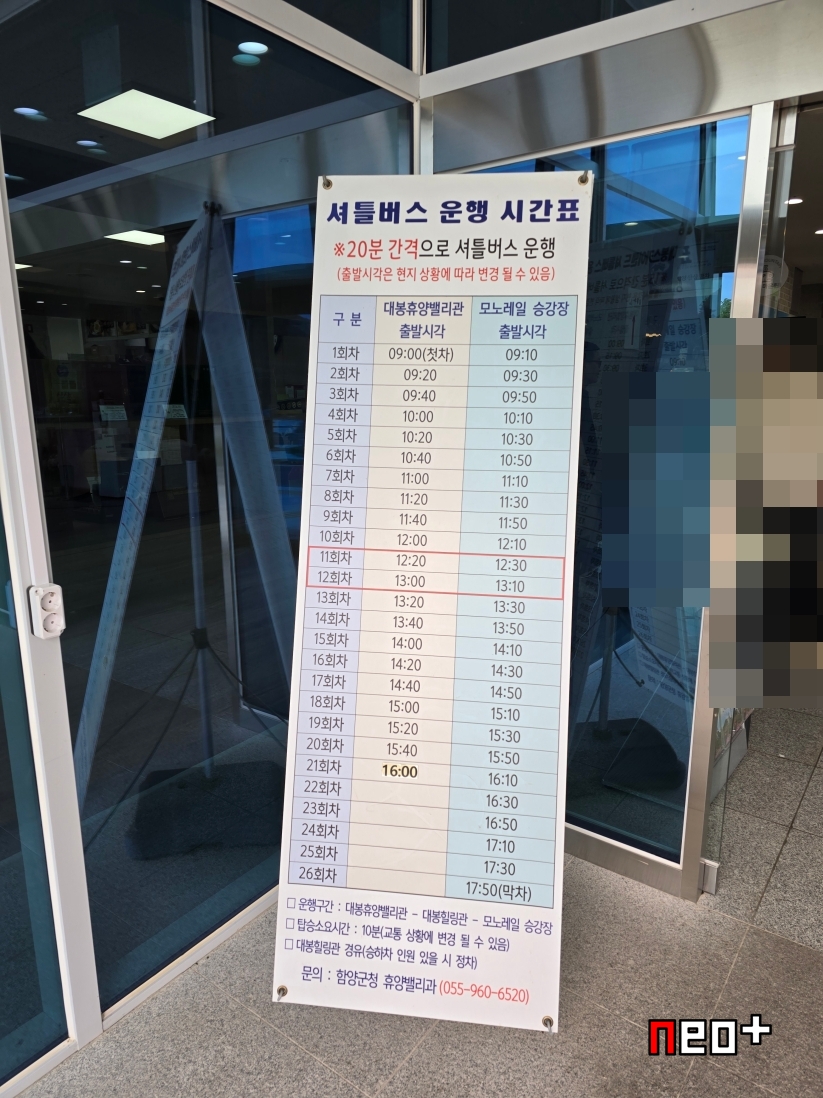 셔틀버스 운행 시간표
※20분 간격으로 셔틀버스 운행
(출발시각은 현지 상황에 따라 변경 될 수 있음)
구 분 대봉휴양밸리관 출발시각 모노레일 승강장 출발시각
1회차 09:00(첫차) 09:10
2회차 09:20 09:30
3회차 09:40 09:50
4회차 10:00 10:10
5회차 10:20 10:30
6회차 10:40 10:50
7회차 11:00 11:10
8회차 11:20 11:30
9회차 11:40 11:50
10회차 12:00 12:10
11회차 12:20 12:30
12회차 13:00 13:10
13회차 13:20 13:30
14회차 13:40 13:50
15회차 14:00 14:10
16회차 14:20 14:30
17회차 14:40 14:50
18회차 15:00 15:10
19회차 15:20 15:30
20회차 15:40 15:50
21회차 16:00 16:10
22회차 16:30
23회차 16:50
24회차 17:10
25회차 17:30
26회차 17:50(막차)
□ 운행구간 : 대봉휴양밸리관 - 대봉힐링관 - 모노레일 승강장
□ 탑승소요시간 : 10분(교통 상황에 변경 될 수 있음)
□ 대봉힐링관 경유(승하차 인원 있을 시 정차)
문의 : 함양군청 휴양밸리과 (055-960-6520)
neo+